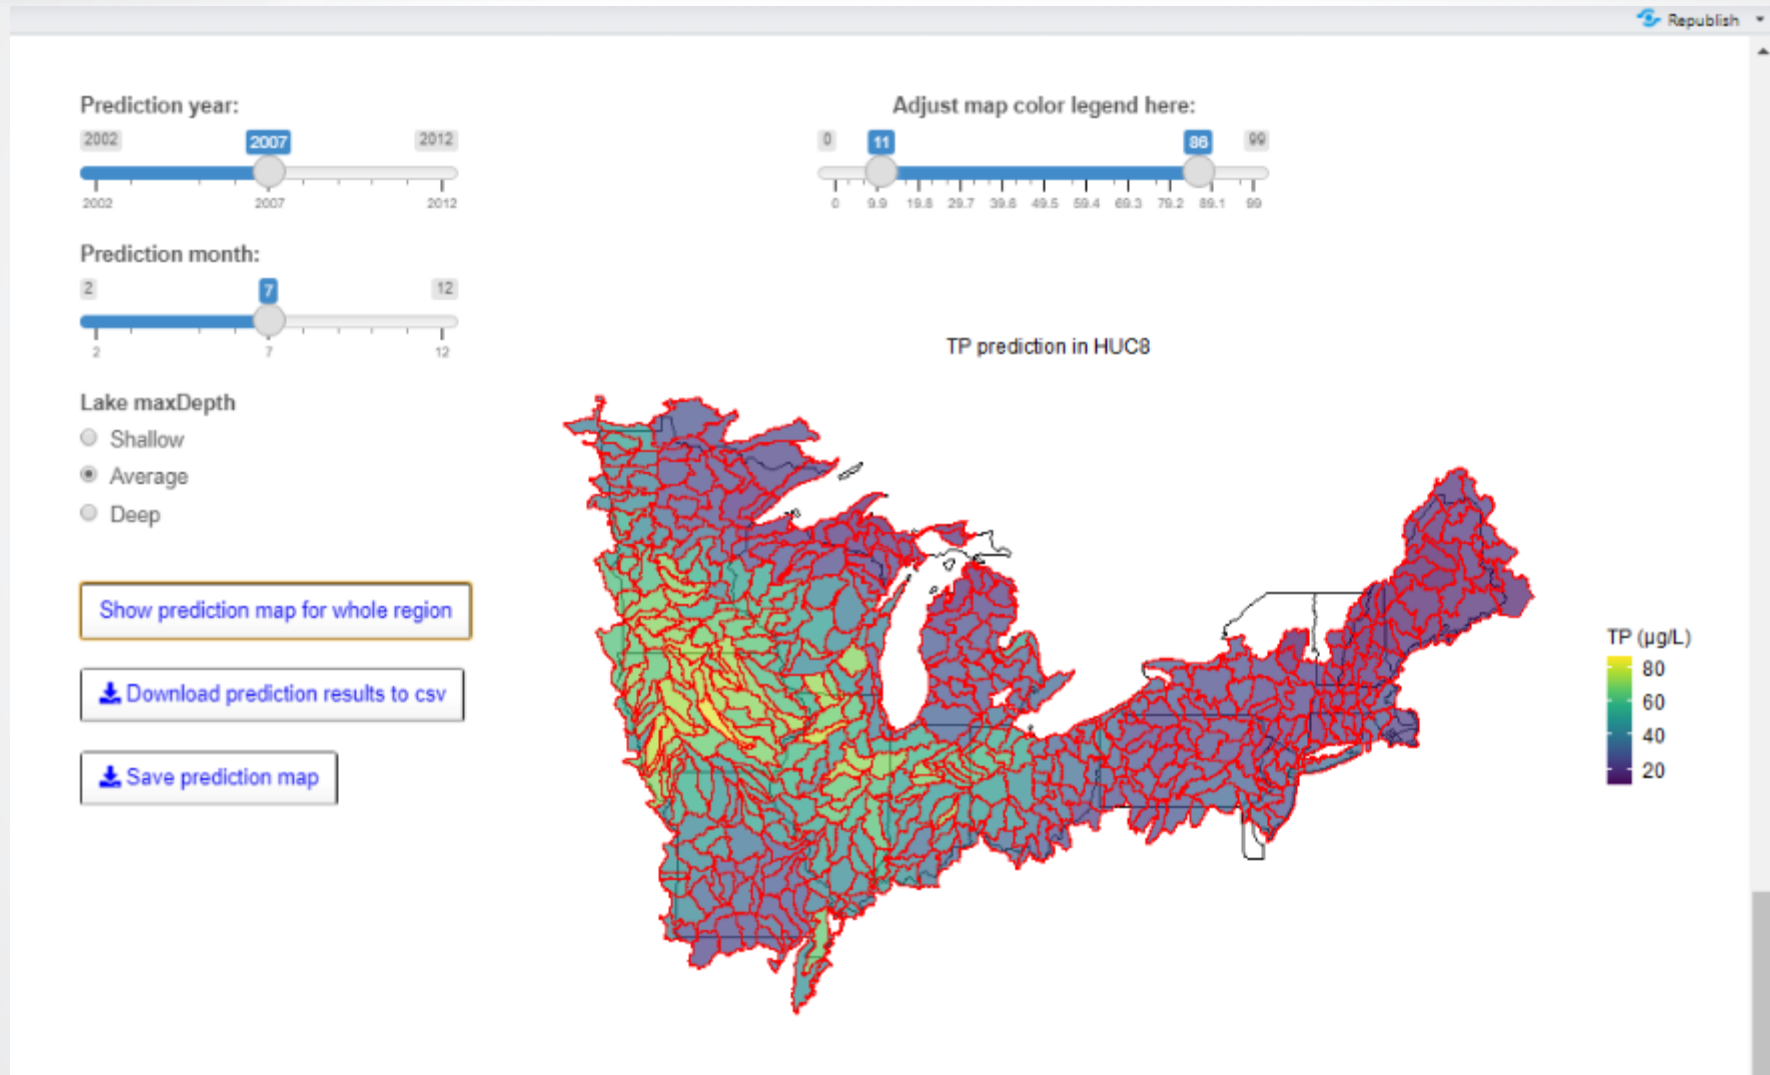 Republish
Prediction year:
2002 2007 2012
2002 2007 2012
Prediction month:
2 7 12
2 7 12
Lake maxDepth
Shallow
Average
Deep
Show prediction map for whole region
Download prediction results to csv
Save prediction map
Adjust map color legend here:
0 11 86 99
0 9.9 19.8 29.7 39.6 49.5 59.4 69.3 79.2 89.1 99
TP prediction in HUC8
TP (µg/L)
80
60
40
20